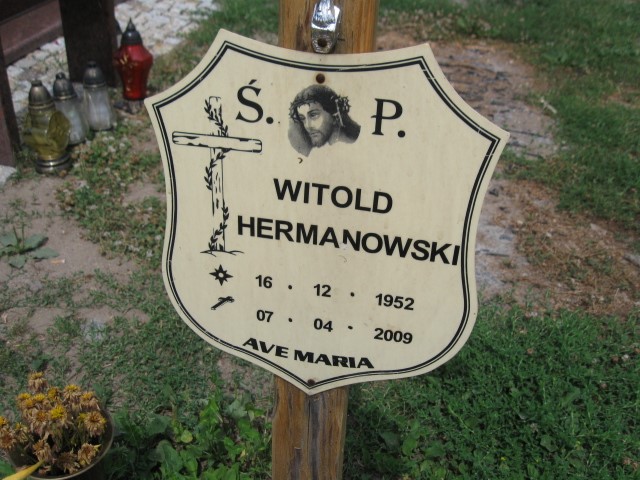 Ś. P.
WITOLD
HERMANOWSKI
16 · 12 · 1952
07 · 04 · 2009
AVE MARIA